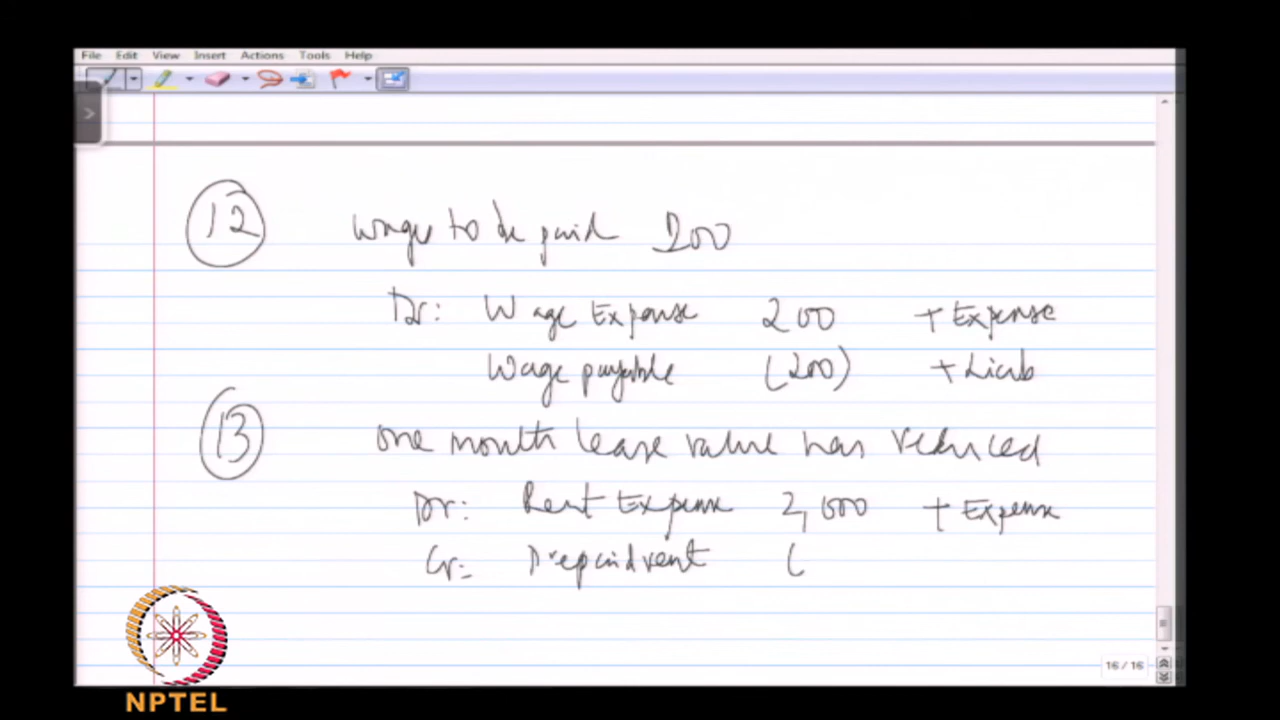 File Edit View Insert Actions Tools Help
12 wages to be paid 200
Dr: Wage Expense 200 + Expense
Wage payable (200) + Liab
13 one month lease value has reduced
Dr: Rent Expense 2,000 + Expense
Cr: Prepaid rent (
16 / 16
NPTEL